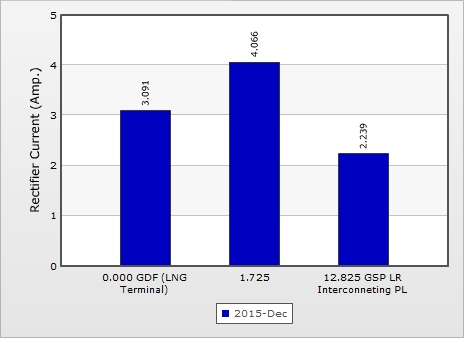 5
4
3
2
1
0
Rectifier Current (Amp.)
3.091
4.066
2.239
0.000 GDF (LNG
Terminal)
1.725
12.825 GSP LR
Interconneting PL
2015-Dec